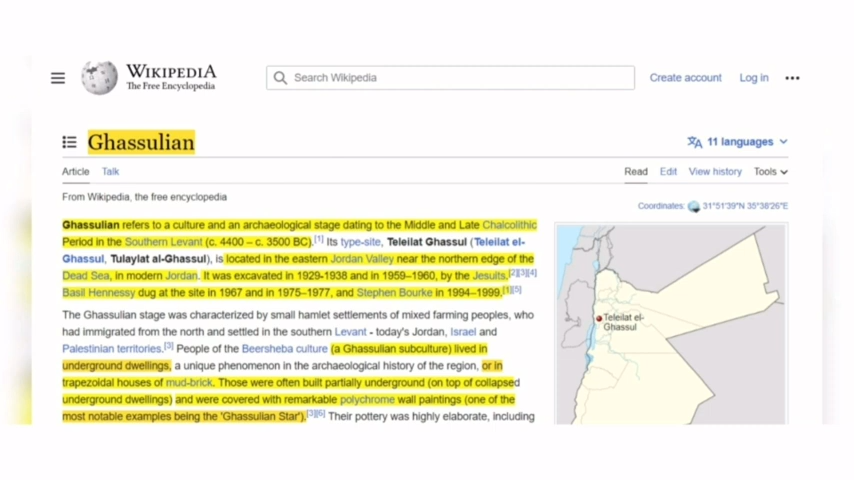 WIKIPEDIA
The Free Encyclopedia
Search Wikipedia
Create account
Log in
Ghassulian
11 languages
Article
Talk
Read
Edit
View history
Tools
From Wikipedia, the free encyclopedia
Coordinates: 31°51′39″N 35°38′26″E
Ghassulian refers to a culture and an archaeological stage dating to the Middle and Late Chalcolithic
Period in the Southern Levant (c. 4400 – c. 3500 BC).[1] Its type-site, Teleilat Ghassul (Teleilat el-
Ghassul, Tulaylat al-Ghassul), is located in the eastern Jordan Valley near the northern edge of the
Dead Sea, in modern Jordan. It was excavated in 1929-1938 and in 1959–1960, by the Jesuits.[2][3][4]
Basil Hennessy dug at the site in 1967 and in 1975–1977, and Stephen Bourke in 1994–1999.[1][5]
The Ghassulian stage was characterized by small hamlet settlements of mixed farming peoples, who
had immigrated from the north and settled in the southern Levant - today's Jordan, Israel and
Palestinian territories.[3] People of the Beersheba culture (a Ghassulian subculture) lived in
underground dwellings, a unique phenomenon in the archaeological history of the region, or in
trapezoidal houses of mud-brick. Those were often built partially underground (on top of collapsed
underground dwellings) and were covered with remarkable polychrome wall paintings (one of the
most notable examples being the 'Ghassulian Star').[3][6] Their pottery was highly elaborate, including
Teleilat el-
Ghassul